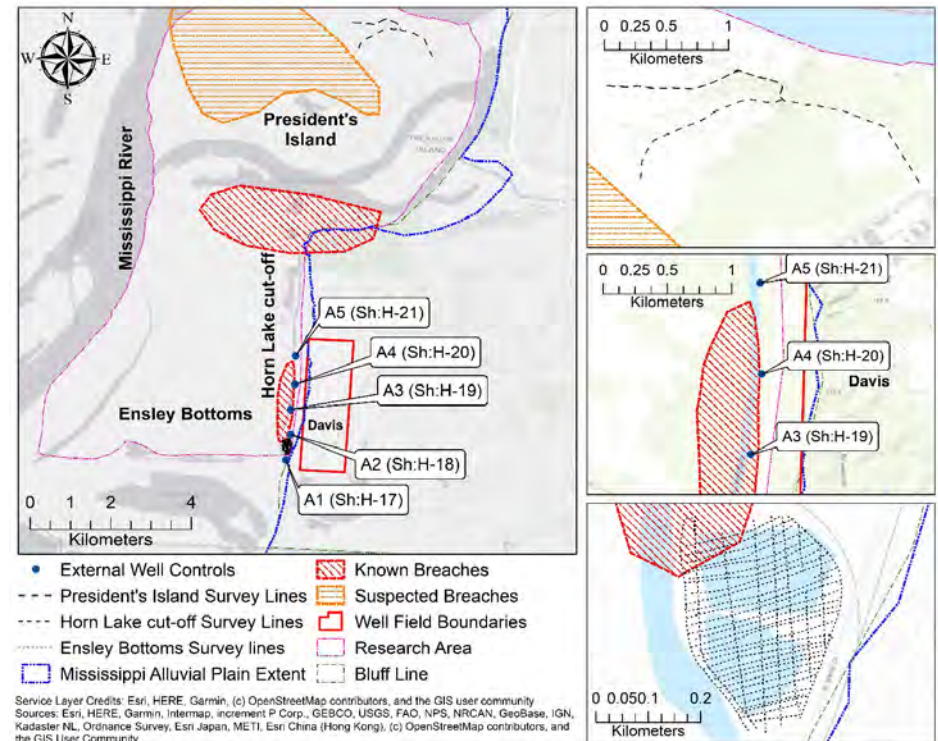 N
W
E
S
President's
Island
Mississippi River
Horn Lake cut-off
A5 (Sh:H-21)
A4 (Sh:H-20)
A3 (Sh:H-19)
Ensley Bottoms
Davis
A2 (Sh:H-18)
A1 (Sh:H-17)
0 2 4
Kilometers
0 0.25 0.5 1
Kilometers
0 0.25 0.5 1
Kilometers
A5 (Sh:H-21)
A4 (Sh:H-20)
Davis
A3 (Sh:H-19)
0 0.050.1 0.2
Kilometers
External Well Controls
President's Island Survey Lines
Horn Lake cut-off Survey Lines
Ensley Bottoms Survey lines
Mississippi Alluvial Plain Extent
Known Breaches
Suspected Breaches
Well Field Boundaries
Research Area
Bluff Line
Service Layer Credits: Esri, HERE, Garmin, (c) OpenStreetMap contributors, and the GIS user community
Sources: Esri, HERE, Garmin, Intermap, increment P Corp., GEBCO, USGS, FAO, NPS, NRCAN, GeoBase, IGN,
Kadaster NL, Ordnance Survey, Esri Japan, METI, Esri China (Hong Kong), (c) OpenStreetMap contributors, and
the GIS User Community